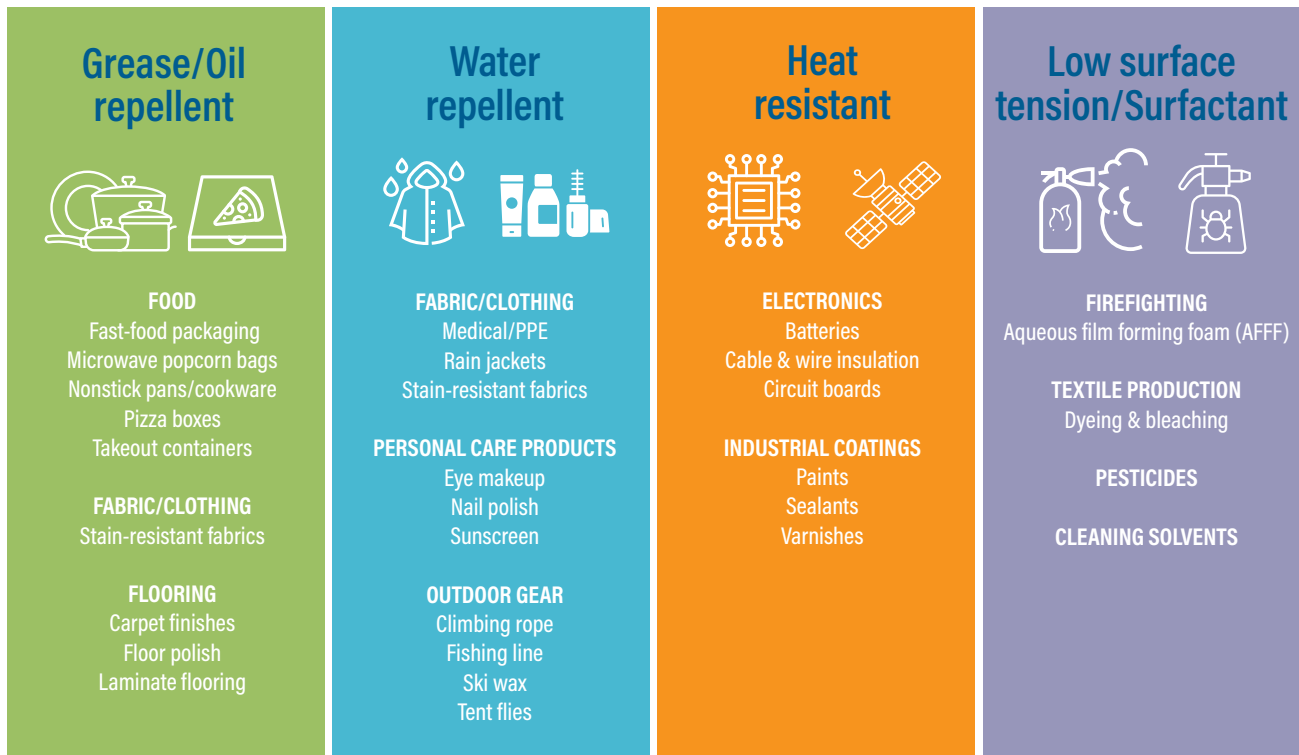 Grease/Oil
repellent
FOOD
Fast-food packaging
Microwave popcorn bags
Nonstick pans/cookware
Pizza boxes
Takeout containers
FABRIC/CLOTHING
Stain-resistant fabrics
FLOORING
Carpet finishes
Floor polish
Laminate flooring
Water
repellent
FABRIC/CLOTHING
Medical/PPE
Rain jackets
Stain-resistant fabrics
PERSONAL CARE PRODUCTS
Eye makeup
Nail polish
Sunscreen
OUTDOOR GEAR
Climbing rope
Fishing line
Ski wax
Tent flies
Heat
resistant
ELECTRONICS
Batteries
Cable & wire insulation
Circuit boards
INDUSTRIAL COATINGS
Paints
Sealants
Varnishes
Low surface
tension/Surfactant
FIREFIGHTING
Aqueous film forming foam (AFFF)
TEXTILE PRODUCTION
Dyeing & bleaching
PESTICIDES
CLEANING SOLVENTS